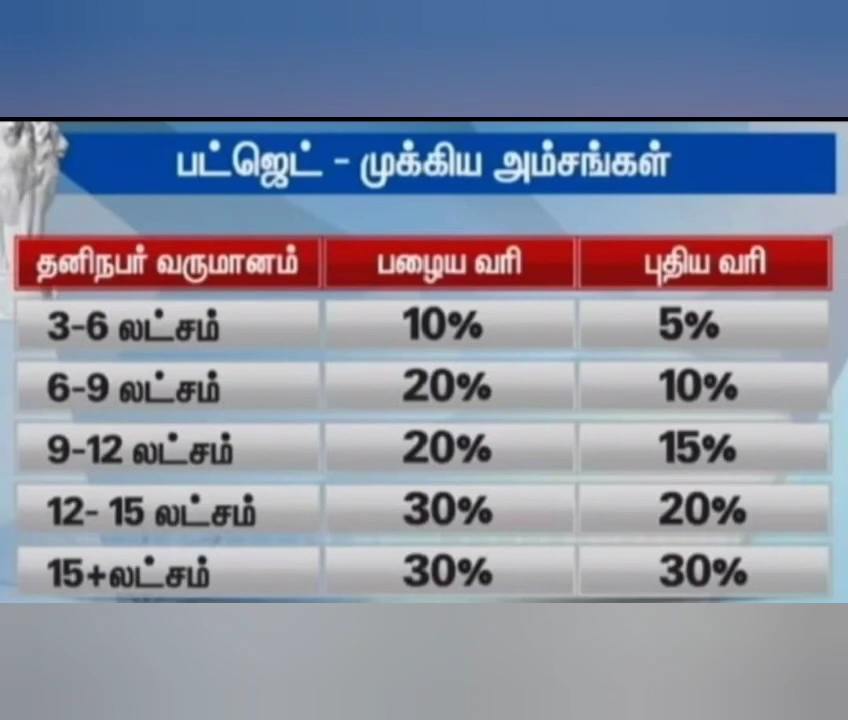 பட்ஜெட் - முக்கிய அம்சங்கள்
தனிநபர் வருமானம் பழைய வரி புதிய வரி
3-6 லட்சம் 10% 5%
6-9 லட்சம் 20% 10%
9-12 லட்சம் 20% 15%
12- 15 லட்சம் 30% 20%
15+லட்சம் 30% 30%